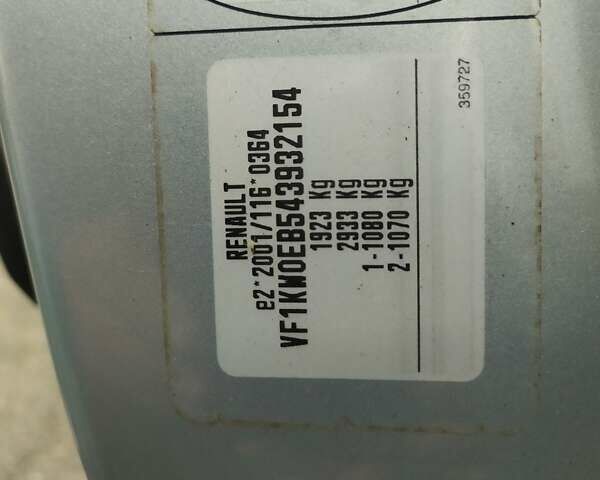 RENAULT
e2*2001/116*0364
VF1KW0EB543932154
1923 Kg
2933 Kg
1-1080 Kg
2-1070 Kg
359727